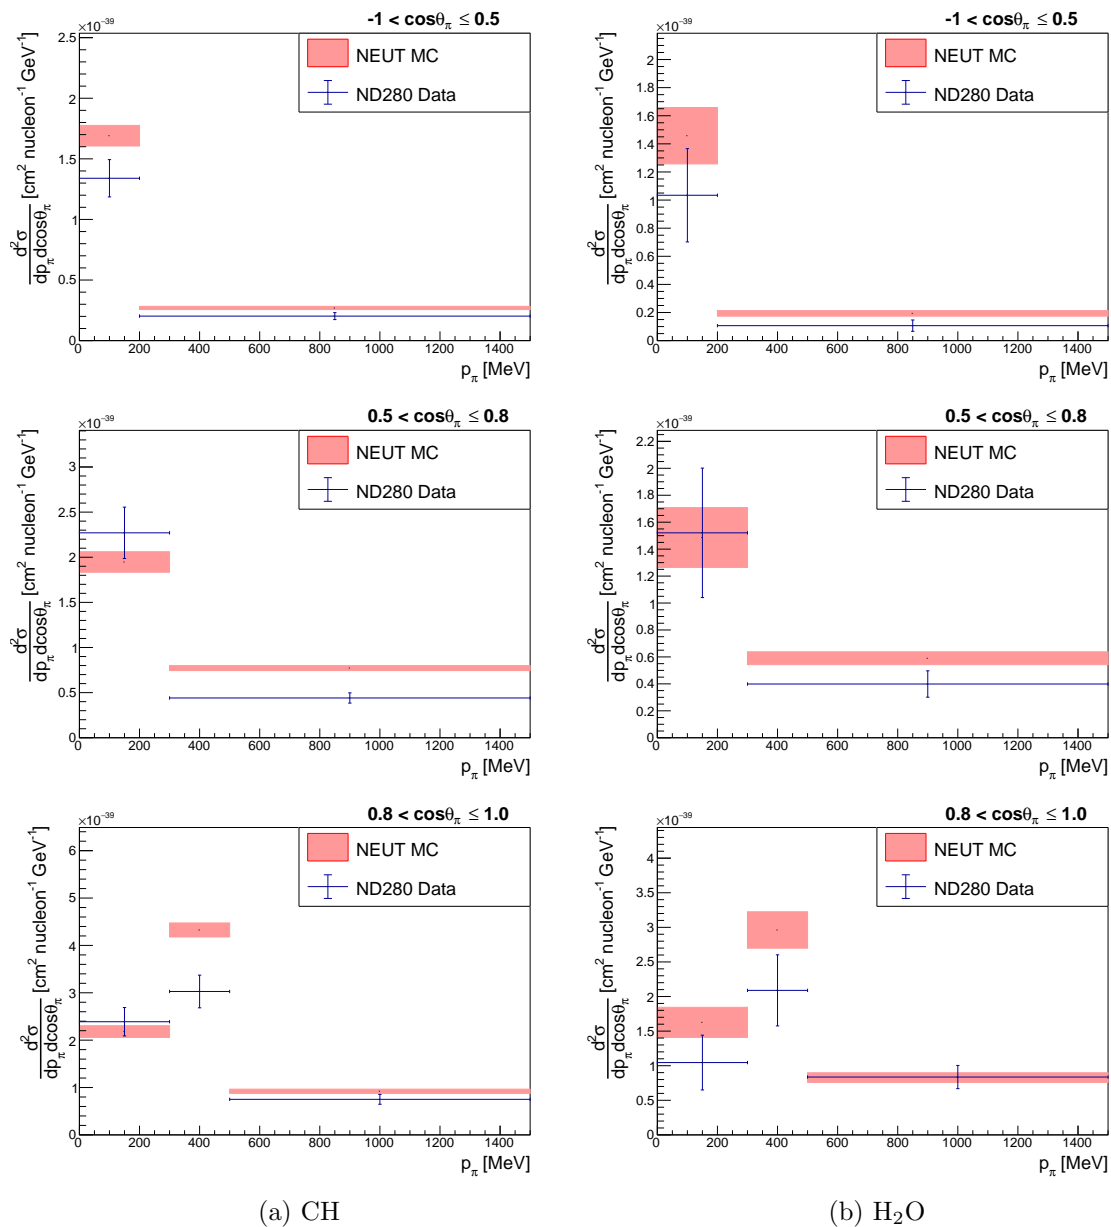 ×10⁻³⁹
-1 < cosθπ ≤ 0.5
d²σ
dpπdcosθπ
[cm² nucleon⁻¹ GeV⁻¹]
2.5
2
1.5
1
0.5
0
NEUT MC
ND280 Data
0 200 400 600 800 1000 1200 1400
pπ [MeV]
×10⁻³⁹
-1 < cosθπ ≤ 0.5
d²σ
dpπdcosθπ
[cm² nucleon⁻¹ GeV⁻¹]
2
1.8
1.6
1.4
1.2
1
0.8
0.6
0.4
0.2
0
NEUT MC
ND280 Data
0 200 400 600 800 1000 1200 1400
pπ [MeV]
×10⁻³⁹
0.5 < cosθπ ≤ 0.8
d²σ
dpπdcosθπ
[cm² nucleon⁻¹ GeV⁻¹]
3
2.5
2
1.5
1
0.5
0
NEUT MC
ND280 Data
0 200 400 600 800 1000 1200 1400
pπ [MeV]
×10⁻³⁹
0.5 < cosθπ ≤ 0.8
d²σ
dpπdcosθπ
[cm² nucleon⁻¹ GeV⁻¹]
2.2
2
1.8
1.6
1.4
1.2
1
0.8
0.6
0.4
0.2
0
NEUT MC
ND280 Data
0 200 400 600 800 1000 1200 1400
pπ [MeV]
×10⁻³⁹
0.8 < cosθπ ≤ 1.0
d²σ
dpπdcosθπ
[cm² nucleon⁻¹ GeV⁻¹]
6
5
4
3
2
1
0
NEUT MC
ND280 Data
0 200 400 600 800 1000 1200 1400
pπ [MeV]
×10⁻³⁹
0.8 < cosθπ ≤ 1.0
d²σ
dpπdcosθπ
[cm² nucleon⁻¹ GeV⁻¹]
4
3.5
3
2.5
2
1.5
1
0.5
0
NEUT MC
ND280 Data
0 200 400 600 800 1000 1200 1400
pπ [MeV]
(a) CH
(b) H₂O